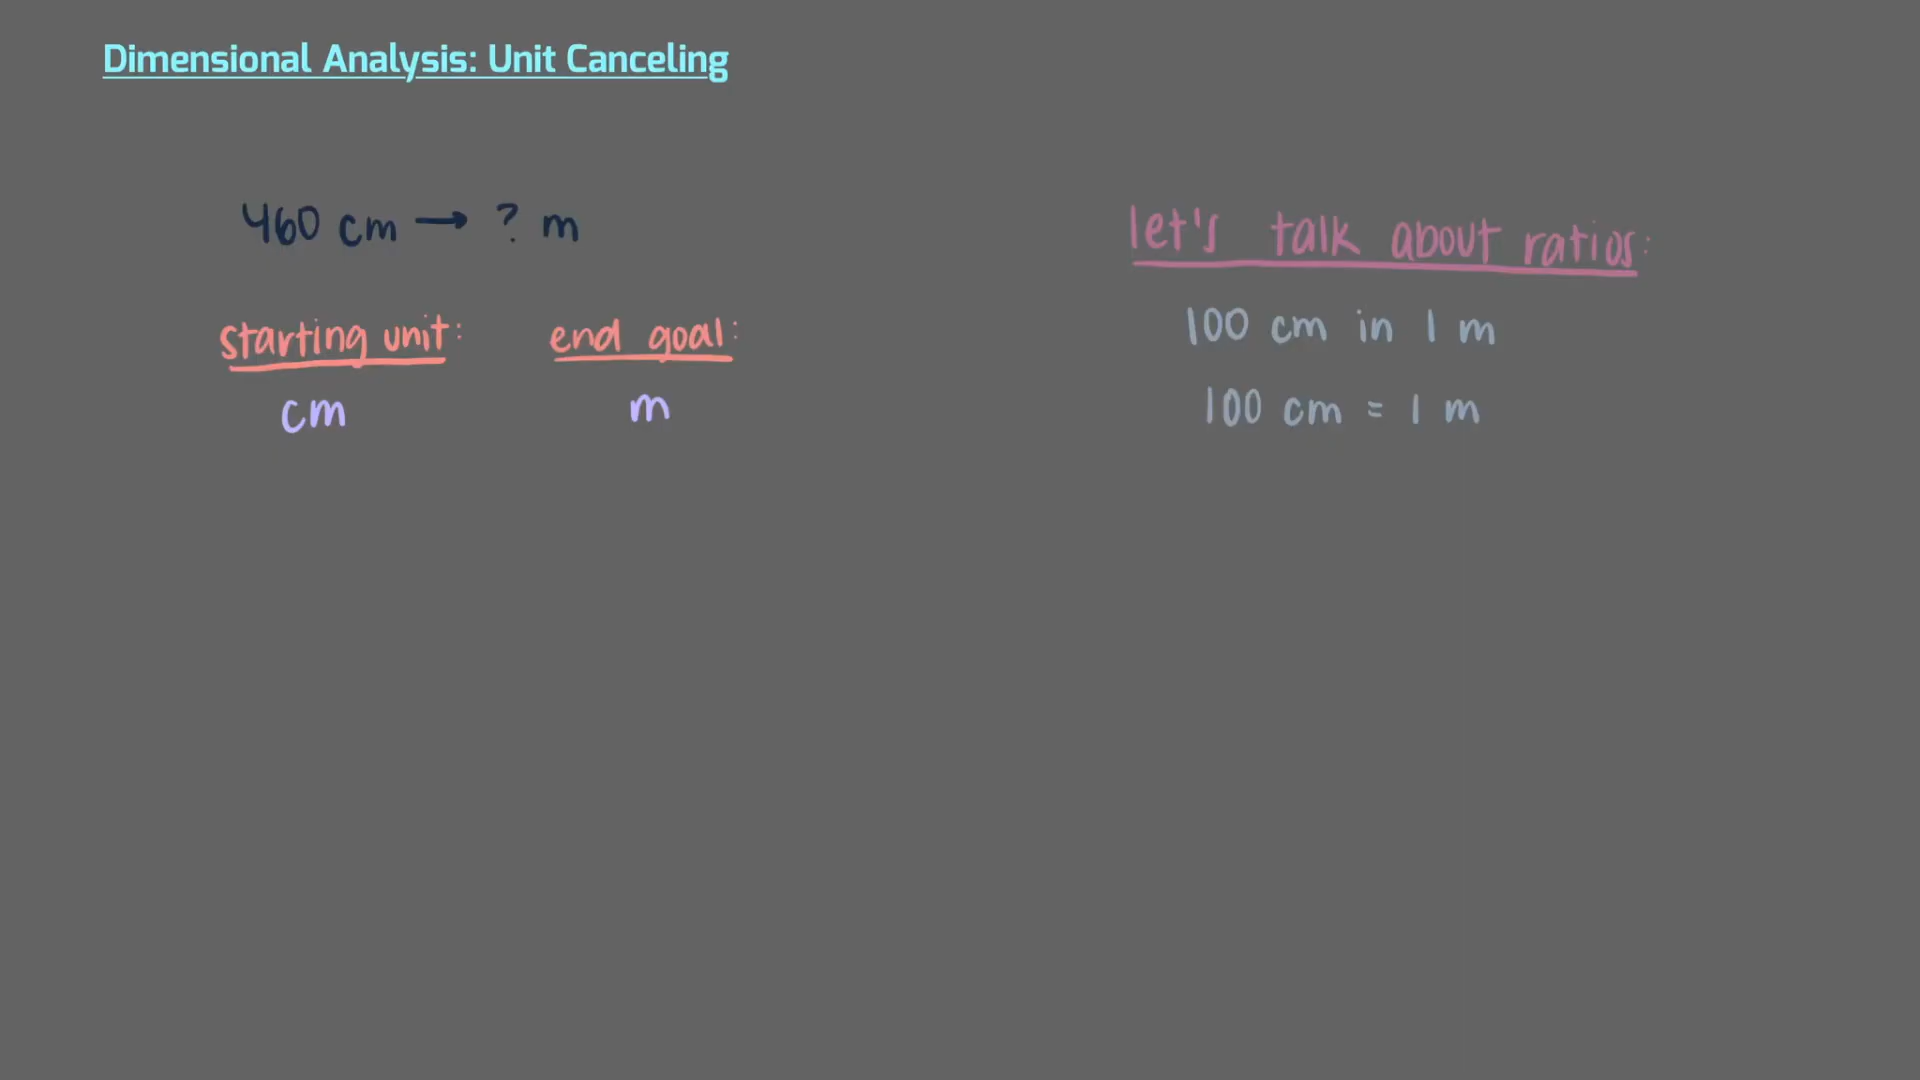 Dimensional Analysis: Unit Canceling
460 cm → ? m
starting unit: end goal:
cm m
let's talk about ratios:
100 cm in 1 m
100 cm = 1 m